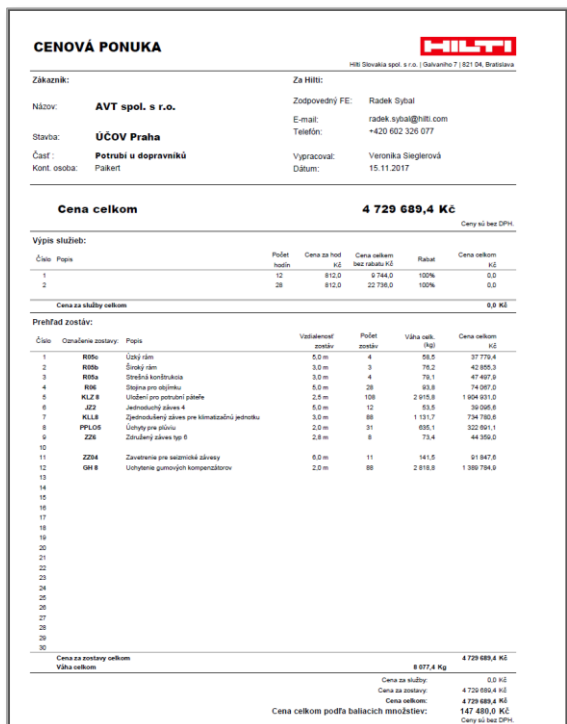 CENOVÁ PONUKA
HILTI
Hilti Slovakia spol. s r.o. | Galvaniho 7 | 821 04, Bratislava
Zákazník: Za Hilti:
Názov: AVT spol. s r.o. Zodpovedný FE: Radek Sybal
E-mail: radek.sybal@hilti.com
Stavba: ÚČOV Praha Telefón: +420 602 326 077
Časť : Potrubí u dopravníků Vypracoval: Veronika Sieglerová
Kont. osoba: Paikert Dátum: 15.11.2017
Cena celkom 4 729 689,4 Kč
Ceny sú bez DPH.
Výpis služieb:
Číslo Popis Počet hodín Cena za hod Kč Cena celkem bez rabatu Kč Rabat Cena celkom Kč
1 12 812,0 9 744,0 100% 0,0
2 28 812,0 22 736,0 100% 0,0
Cena za služby celkom 0,0 Kč
Prehľad zostáv:
Číslo Označenie zostavy: Popis Vzdialenosť zostáv Počet zostáv Váha celk. (kg) Cena celkom Kč
1 R05c Úzký rám 5,0 m 4 58,5 37 779,4
2 R05b Široký rám 3,0 m 3 76,2 42 855,3
3 R05a Strešná konštrukcia 3,0 m 4 79,1 47 497,9
4 R06 Stojina pro objímku 5,0 m 28 93,8 74 067,0
5 KLZ 8 Uložení pro potrubní páteře 2,5 m 108 2 915,8 1 904 931,0
6 JZ2 Jednoduchý záves 4 5,0 m 12 53,5 39 095,6
7 KLL8 Zjednodušený záves pre klimatizačnú jednotku 3,0 m 88 1 131,7 734 780,6
8 PPLOS Úchyty pre plúviu 2,0 m 31 635,1 322 691,1
9 ZZ6 Združený záves typ 6 2,8 m 8 73,4 44 359,0
10
11 ZZ04 Zavetrenie pre seizmické závesy 6,0 m 11 141,5 91 847,6
12 GH 8 Uchytenie gumových kompenzátorov 2,0 m 88 2 818,8 1 389 784,9
13
14
15
16
17
18
19
20
21
22
23
24
25
26
27
28
29
30
Cena za zostavy celkom 4 729 689,4 Kč
Váha celkom 8 077,4 Kg
Cena za služby: 0,0 Kč
Cena za zostavy: 4 729 689,4 Kč
Cena celkom: 4 729 689,4 Kč
Cena celkom podľa baliacich množstiev: 147 480,0 Kč
Ceny sú bez DPH.